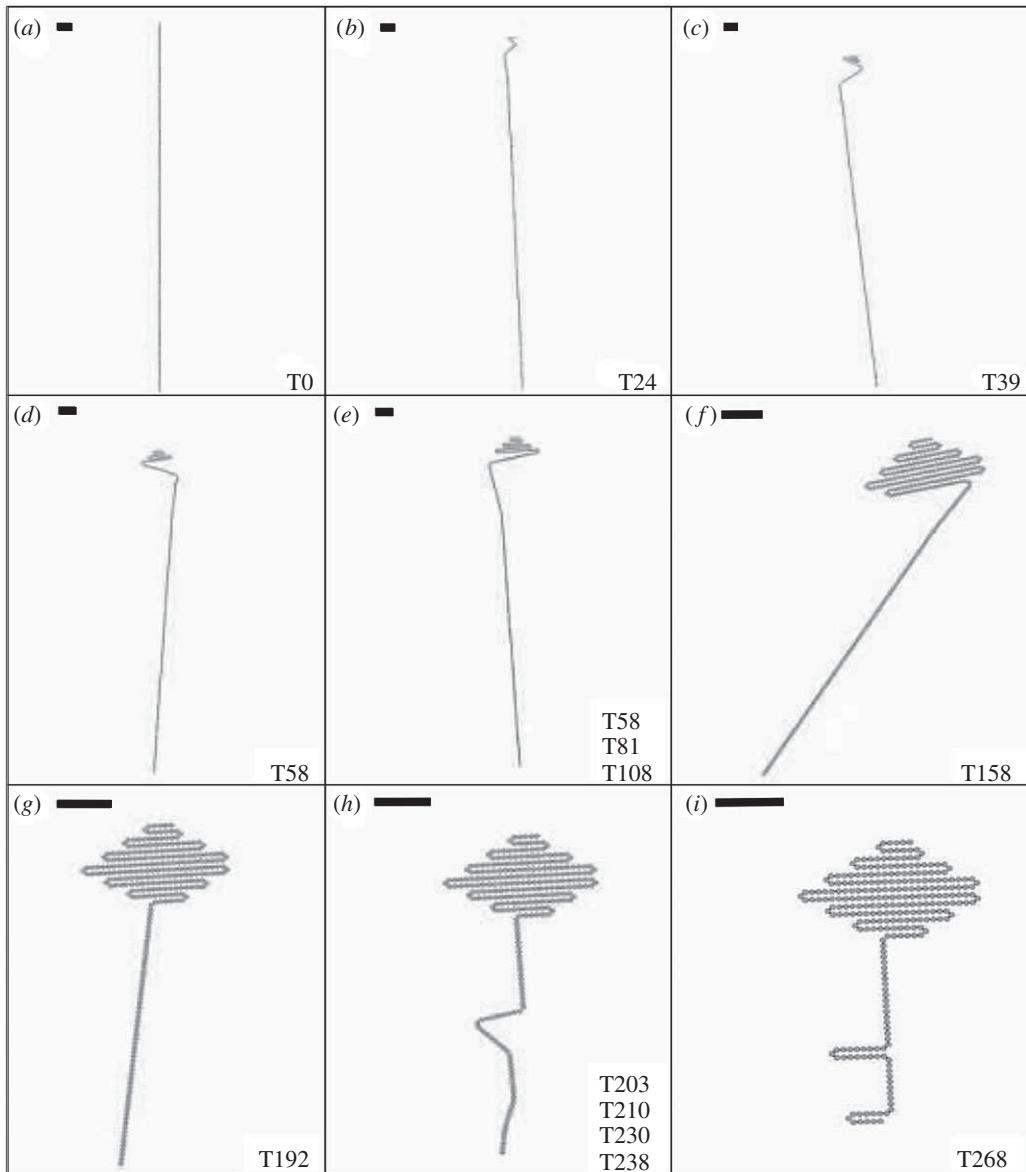 (a)
T0
(b)
T24
(c)
T39
(d)
T58
(e)
T58
T81
T108
(f)
T158
(g)
T192
(h)
T203
T210
T230
T238
(i)
T268